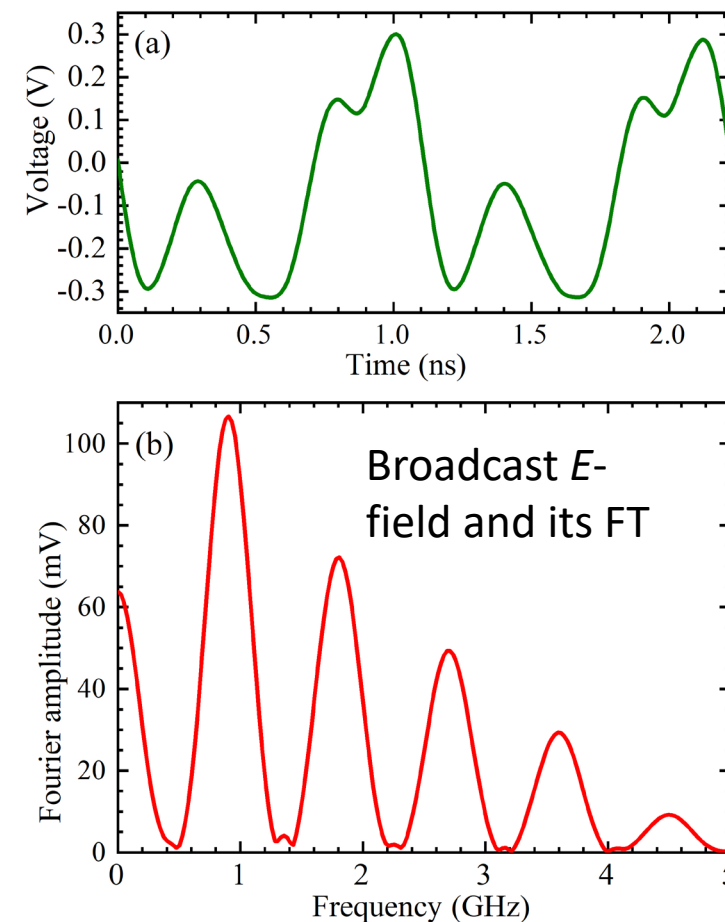 (a)
0.3
0.2
0.1
0.0
-0.1
-0.2
-0.3
Voltage (V)
0.0 0.5 1.0 1.5 2.0
Time (ns)
(b)
Broadcast E-
field and its FT
100
80
60
40
20
0
Fourier amplitude (mV)
0 1 2 3 4 5
Frequency (GHz)